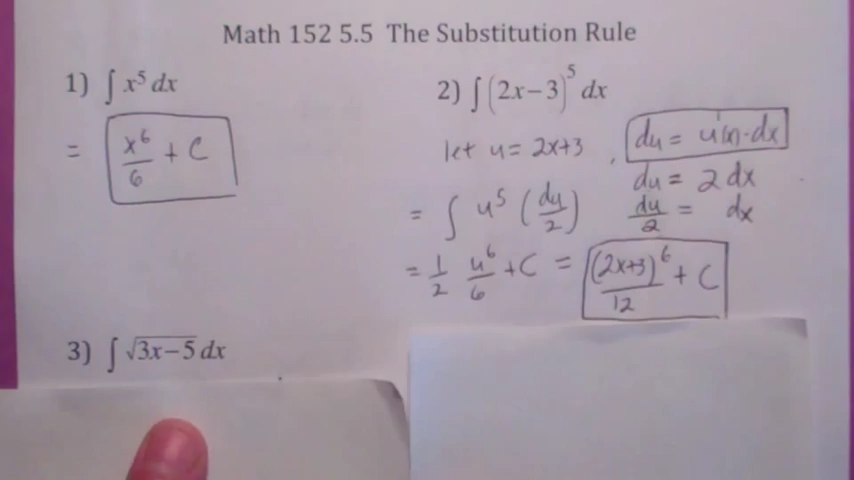 Math 152 5.5 The Substitution Rule
1) ∫ x⁵ dx
= x⁶/6 + C
2) ∫ (2x−3)⁵ dx
let u = 2x+3 , du = u'(x)·dx
du = 2 dx
= ∫ u⁵ (du/2) du/2 = dx
= 1/2 u⁶/6 + C = (2x+3)⁶/12 + C
3) ∫ √(3x−5) dx